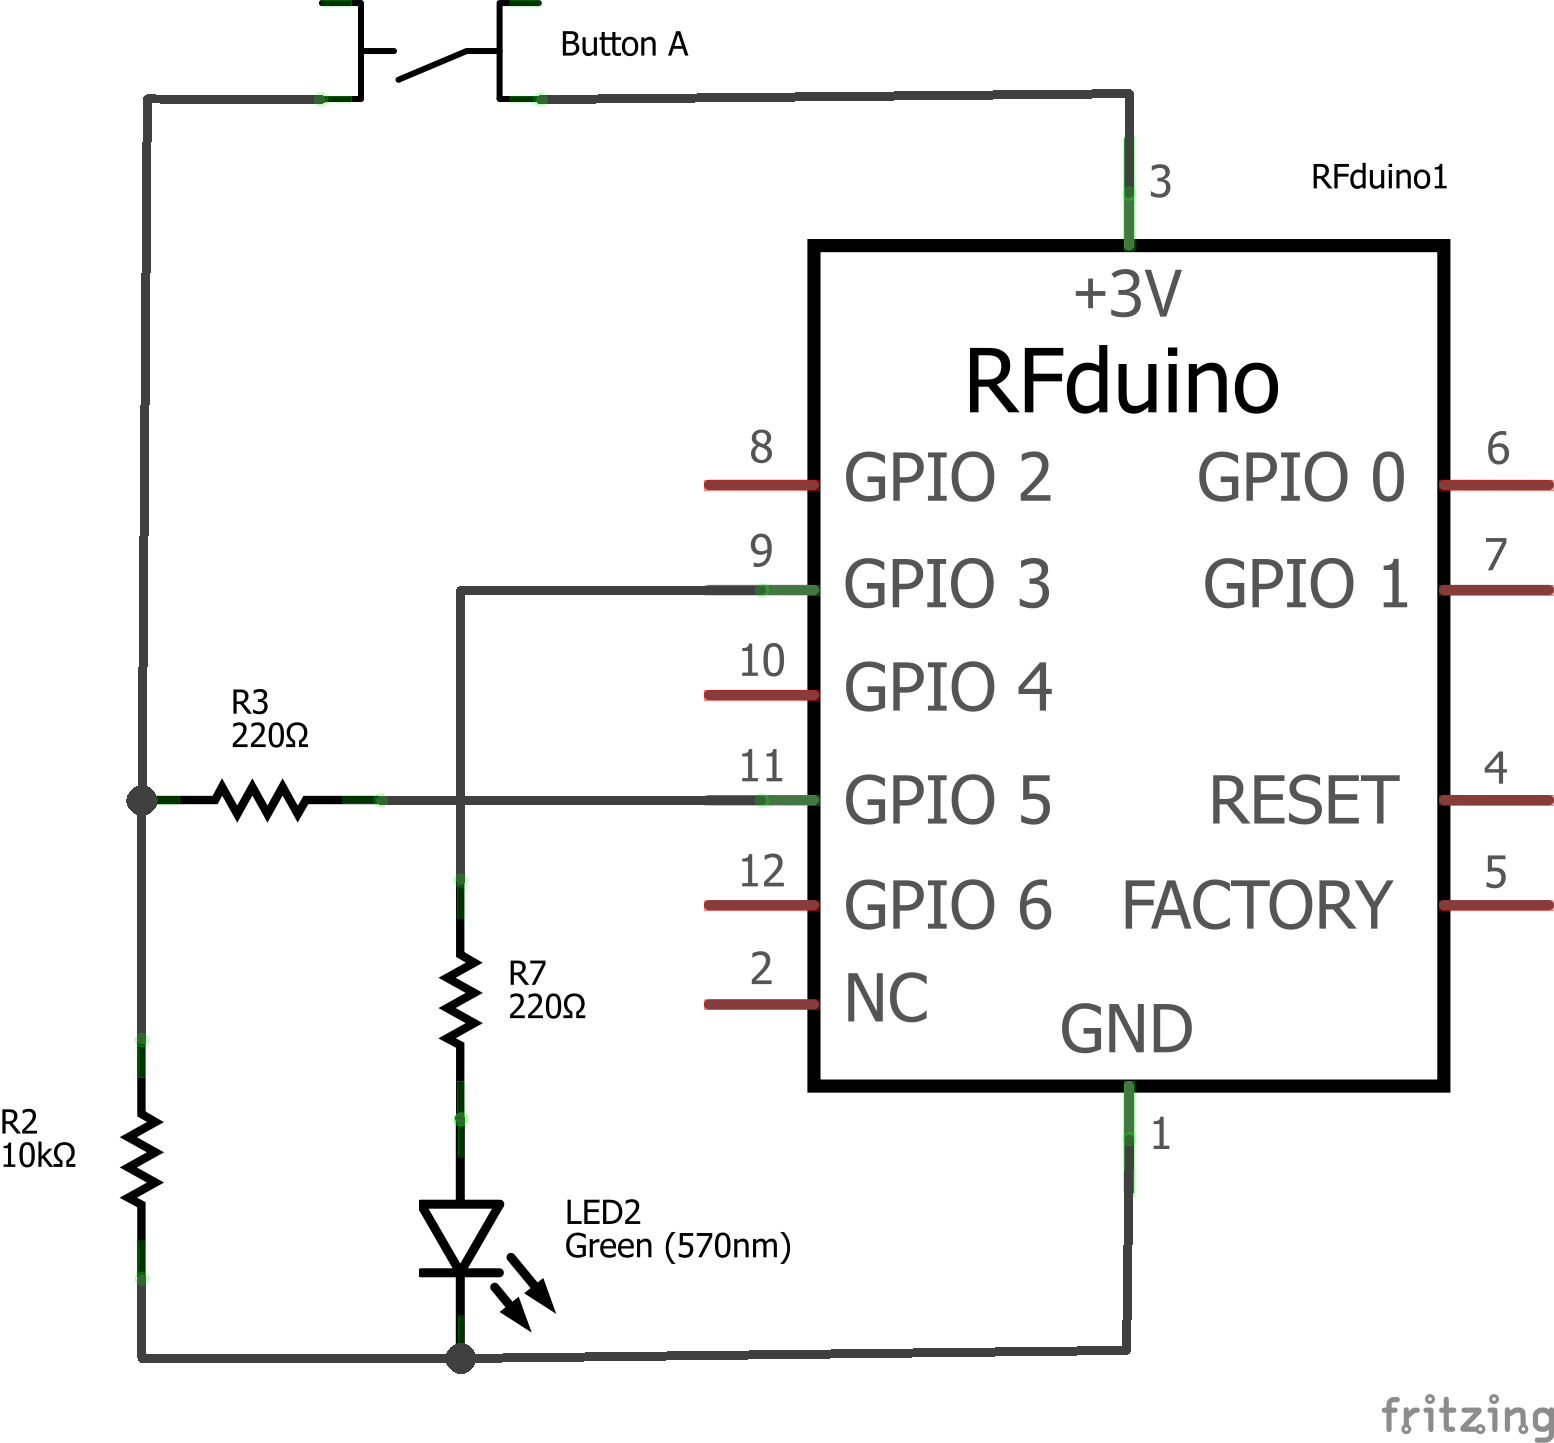 Button A
3
RFduino1
+3V
RFduino
8
GPIO 2
GPIO 0
6
9
GPIO 3
GPIO 1
7
10
GPIO 4
R3
220Ω
11
GPIO 5
RESET
4
12
GPIO 6
FACTORY
5
R7
220Ω
2
NC
GND
R2
10kΩ
1
LED2
Green (570nm)
fritzing